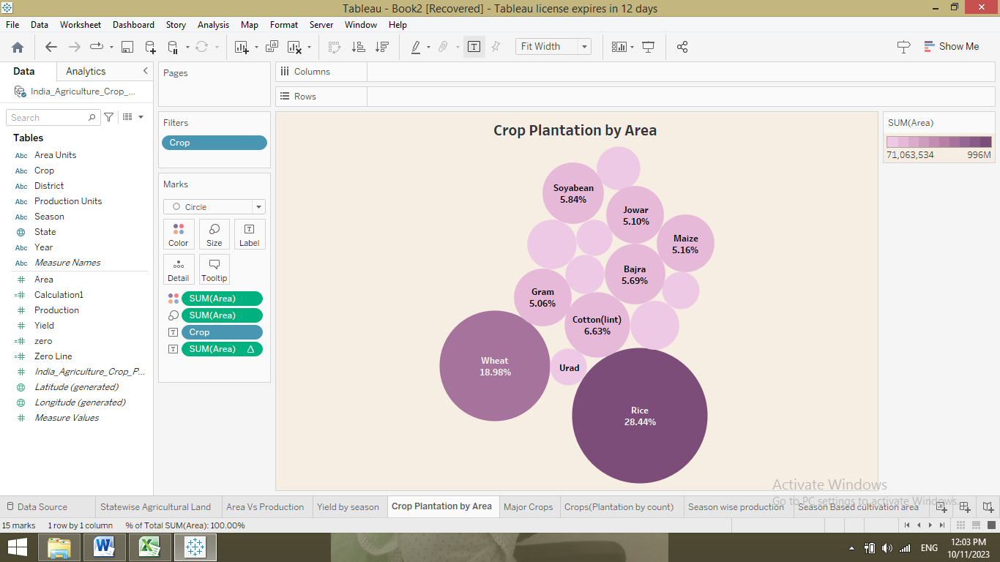 Tableau - Book2 [Recovered] - Tableau license expires in 12 days
File Data Worksheet Dashboard Story Analysis Map Format Server Window Help
Fit Width
Show Me
Data Analytics
India_Agriculture_Crop_...
Search
Tables
Abc Area Units
Abc Crop
Abc District
Abc Production Units
Abc Season
State
Abc Year
Abc Measure Names
# Area
=# Calculation1
# Production
# Yield
=# zero
=# Zero Line
# India_Agriculture_Crop_P...
Latitude (generated)
Longitude (generated)
# Measure Values
Pages
Filters
Crop
Marks
Circle
Color Size Label
Detail Tooltip
SUM(Area)
SUM(Area)
Crop
SUM(Area) Δ
Columns
Rows
Crop Plantation by Area
Soyabean
5.84%
Jowar
5.10%
Maize
5.16%
Bajra
5.69%
Gram
5.06%
Cotton(lint)
6.63%
Wheat
18.98%
Urad
Rice
28.44%
SUM(Area)
71,063,534 996M
Activate Windows
Go to PC settings to activate Windows.
Data Source Statewise Agricultural Land Area Vs Production Yield by season Crop Plantation by Area Major Crops Crops(Plantation by count) Season wise production Season Based cultivation area
15 marks 1 row by 1 column % of Total SUM(Area): 100.00%
ENG
12:03 PM
10/11/2023